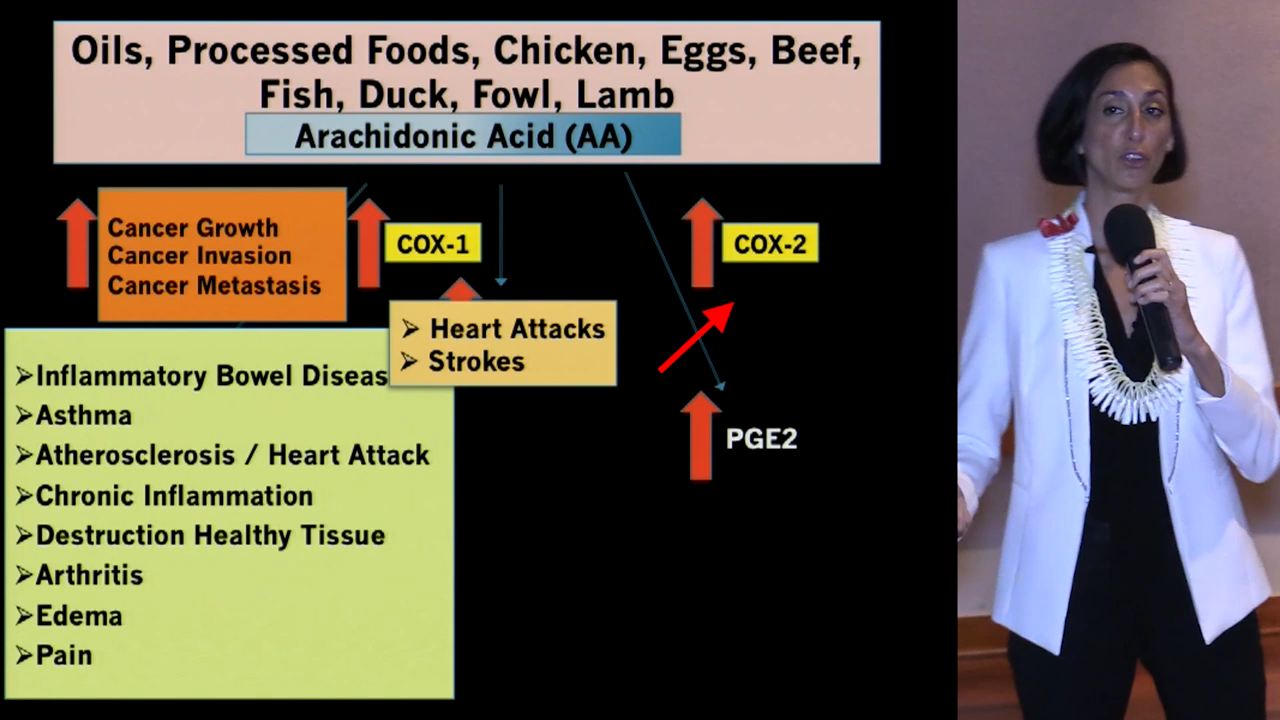 Oils, Processed Foods, Chicken, Eggs, Beef,
Fish, Duck, Fowl, Lamb
Arachidonic Acid (AA)
Cancer Growth
Cancer Invasion
Cancer Metastasis
COX-1
COX-2
➢ Heart Attacks
➢ Strokes
➢Inflammatory Bowel Diseas
➢Asthma
➢Atherosclerosis / Heart Attack
➢Chronic Inflammation
➢Destruction Healthy Tissue
➢Arthritis
➢Edema
➢Pain
PGE2